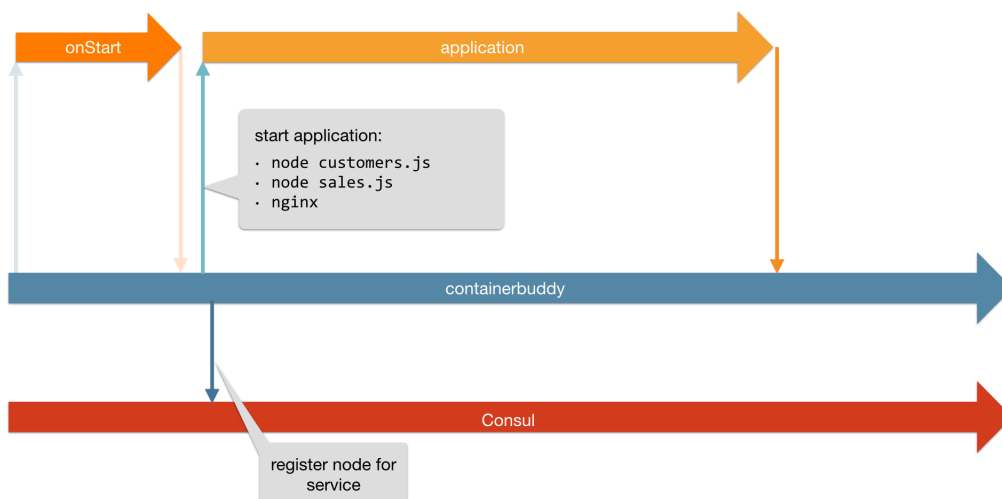 onStart
application
start application:
· node customers.js
· node sales.js
· nginx
containerbuddy
Consul
register node for
service